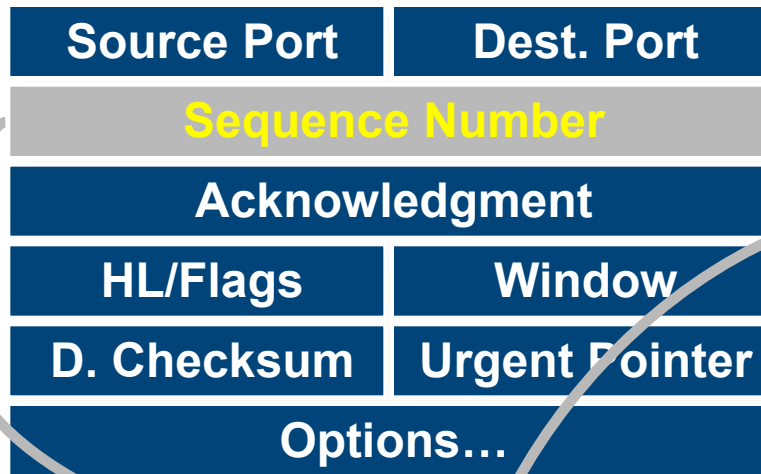 Source Port Dest. Port
Sequence Number
Acknowledgment
HL/Flags Window
D. Checksum Urgent Pointer
Options…